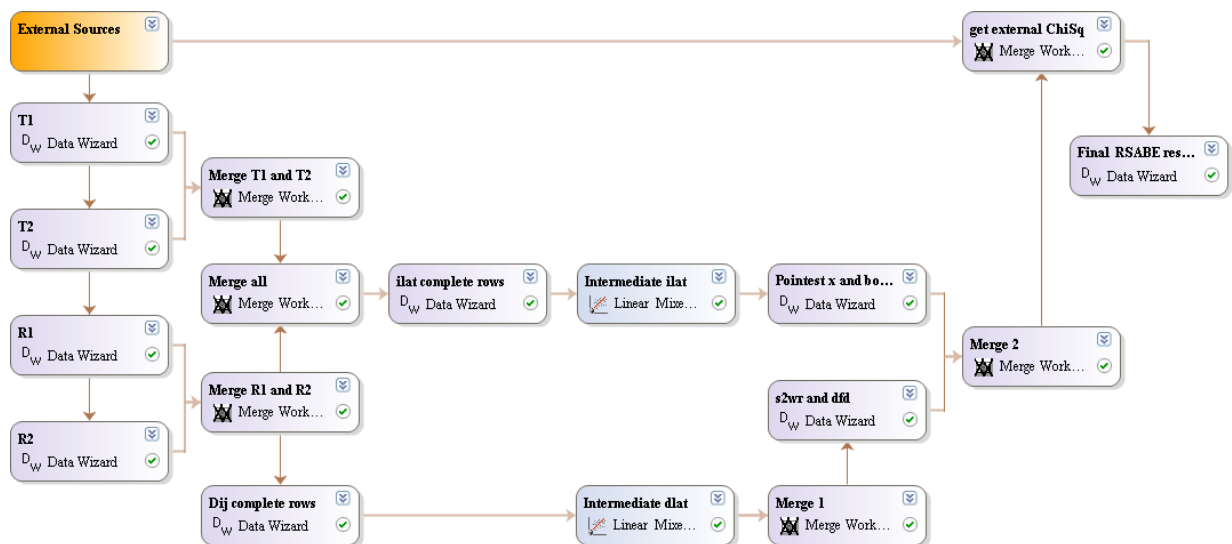 External Sources
get external ChiSq
Merge Work...
T1
DW Data Wizard
Final RSABE res...
DW Data Wizard
Merge T1 and T2
Merge Work...
T2
DW Data Wizard
Merge all
Merge Work...
ilat complete rows
DW Data Wizard
Intermediate ilat
Linear Mixe...
Pointest x and bo...
DW Data Wizard
R1
DW Data Wizard
Merge 2
Merge Work...
Merge R1 and R2
Merge Work...
s2wr and dfd
DW Data Wizard
R2
DW Data Wizard
Dij complete rows
DW Data Wizard
Intermediate dlat
Linear Mixe...
Merge 1
Merge Work...